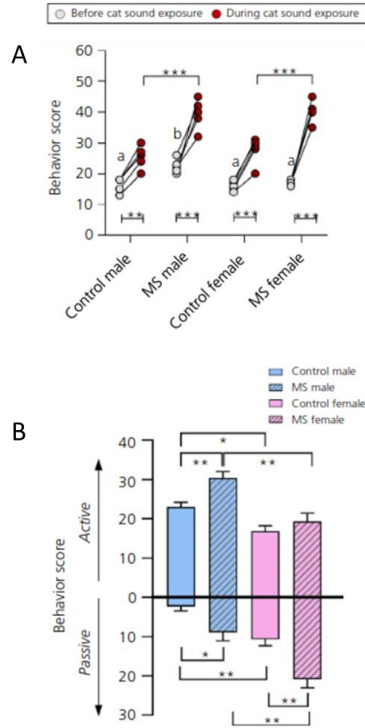 Before cat sound exposure During cat sound exposure
A
***
***
60
50
40
30
20
10
0
Behavior score
a
b
a
a
**
***
***
***
Control male
MS male
Control female
MS female
Control male
MS male
Control female
MS female
B
40
30
20
10
0
10
20
30
Active
Passive
Behavior score
*
**
**
*
**
**
**